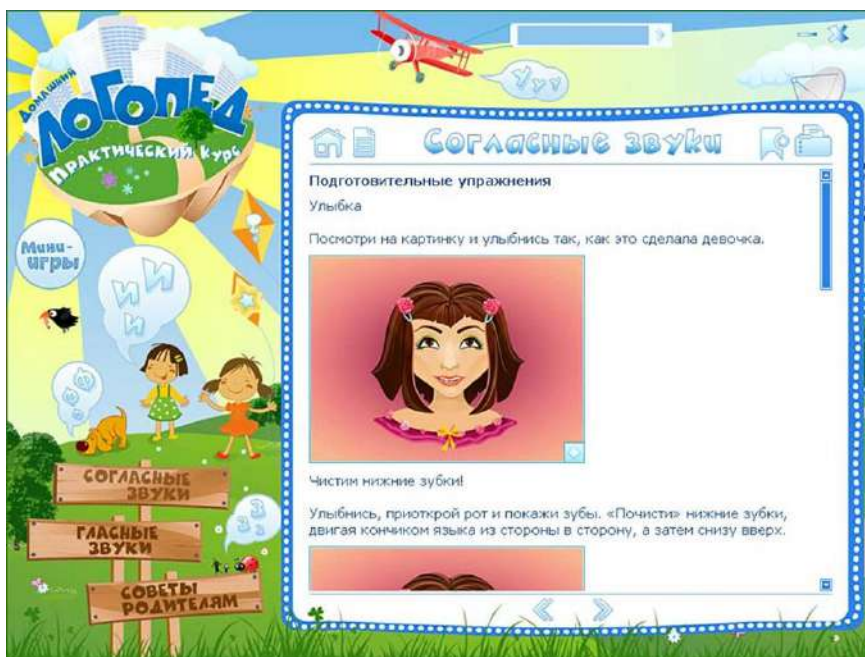 Домашний
Логопед
Практический курс
Ууу
Согласные звуки
Мини-
игры
И И
И
Подготовительные упражнения
Улыбка
Посмотри на картинку и улыбнись так, как это сделала девочка.
Чистим нижние зубки!
Улыбнись, приоткрой рот и покажи зубы. «Почисти» нижние зубки,
двигая кончиком языка из стороны в сторону, а затем снизу вверх.
СОГЛАСНЫЕ
ЗВУКИ
ГЛАСНЫЕ
ЗВУКИ
СОВЕТЫ
РОДИТЕЛЯМ